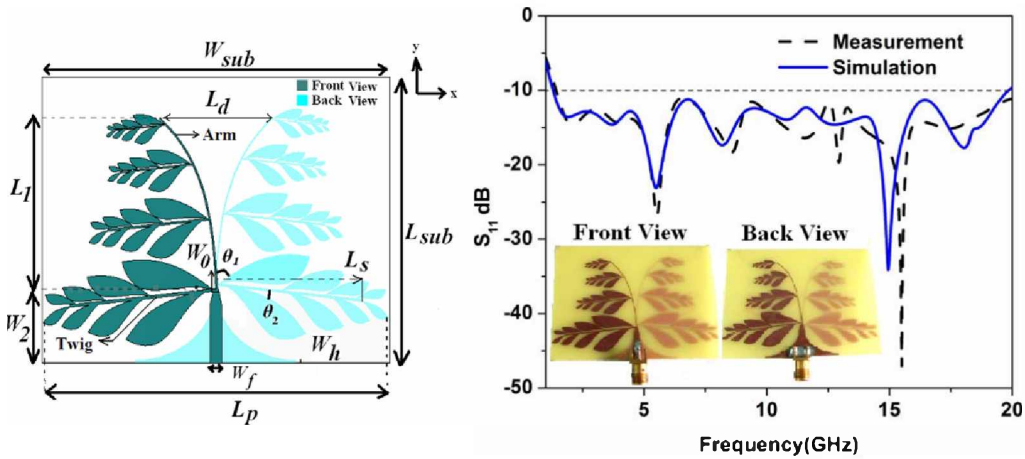 W_sub
y
x
Front View
Back View
L_d
Arm
L_1
L_sub
W_0
θ_1
L_s
θ_2
W_2
Twig
W_h
W_f
L_p
0
-10
-20
-30
-40
-50
S_11 dB
Measurement
Simulation
Front View
Back View
5
10
15
20
Frequency(GHz)